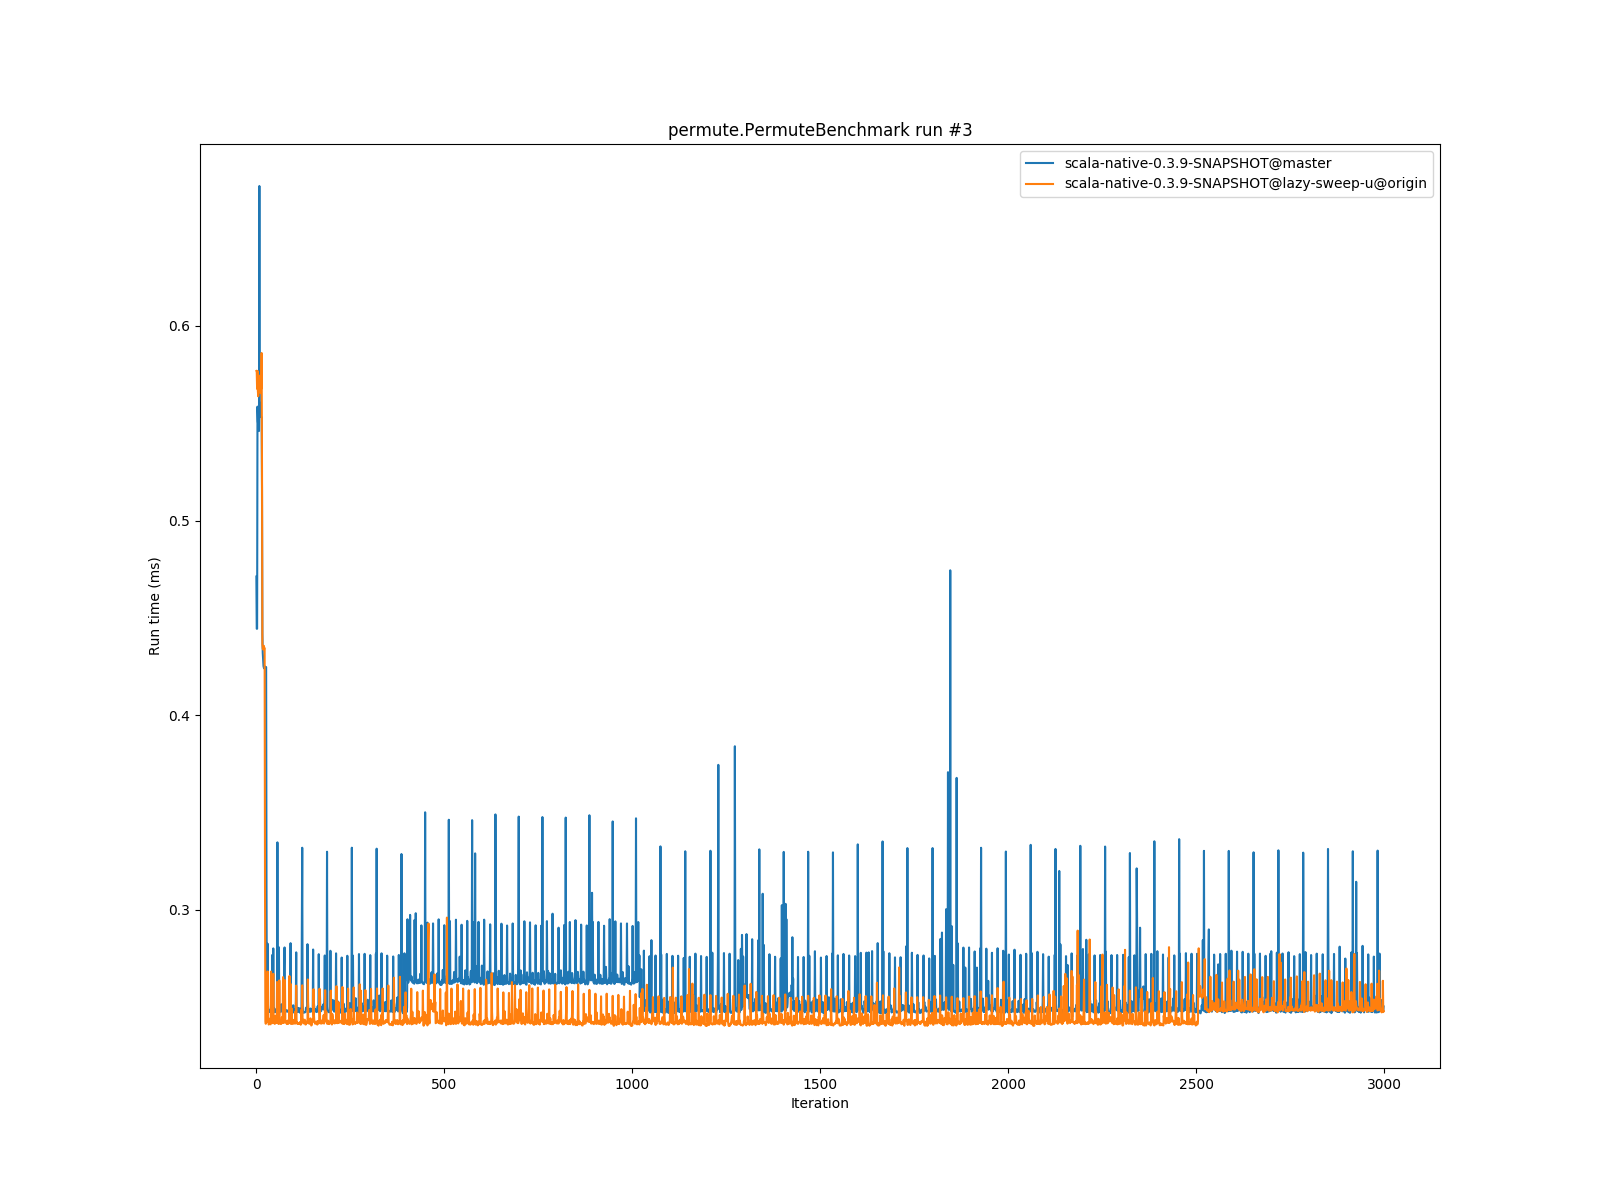 permute.PermuteBenchmark run #3
scala-native-0.3.9-SNAPSHOT@master
scala-native-0.3.9-SNAPSHOT@lazy-sweep-u@origin
Run time (ms)
0.6
0.5
0.4
0.3
0 500 1000 1500 2000 2500 3000
Iteration